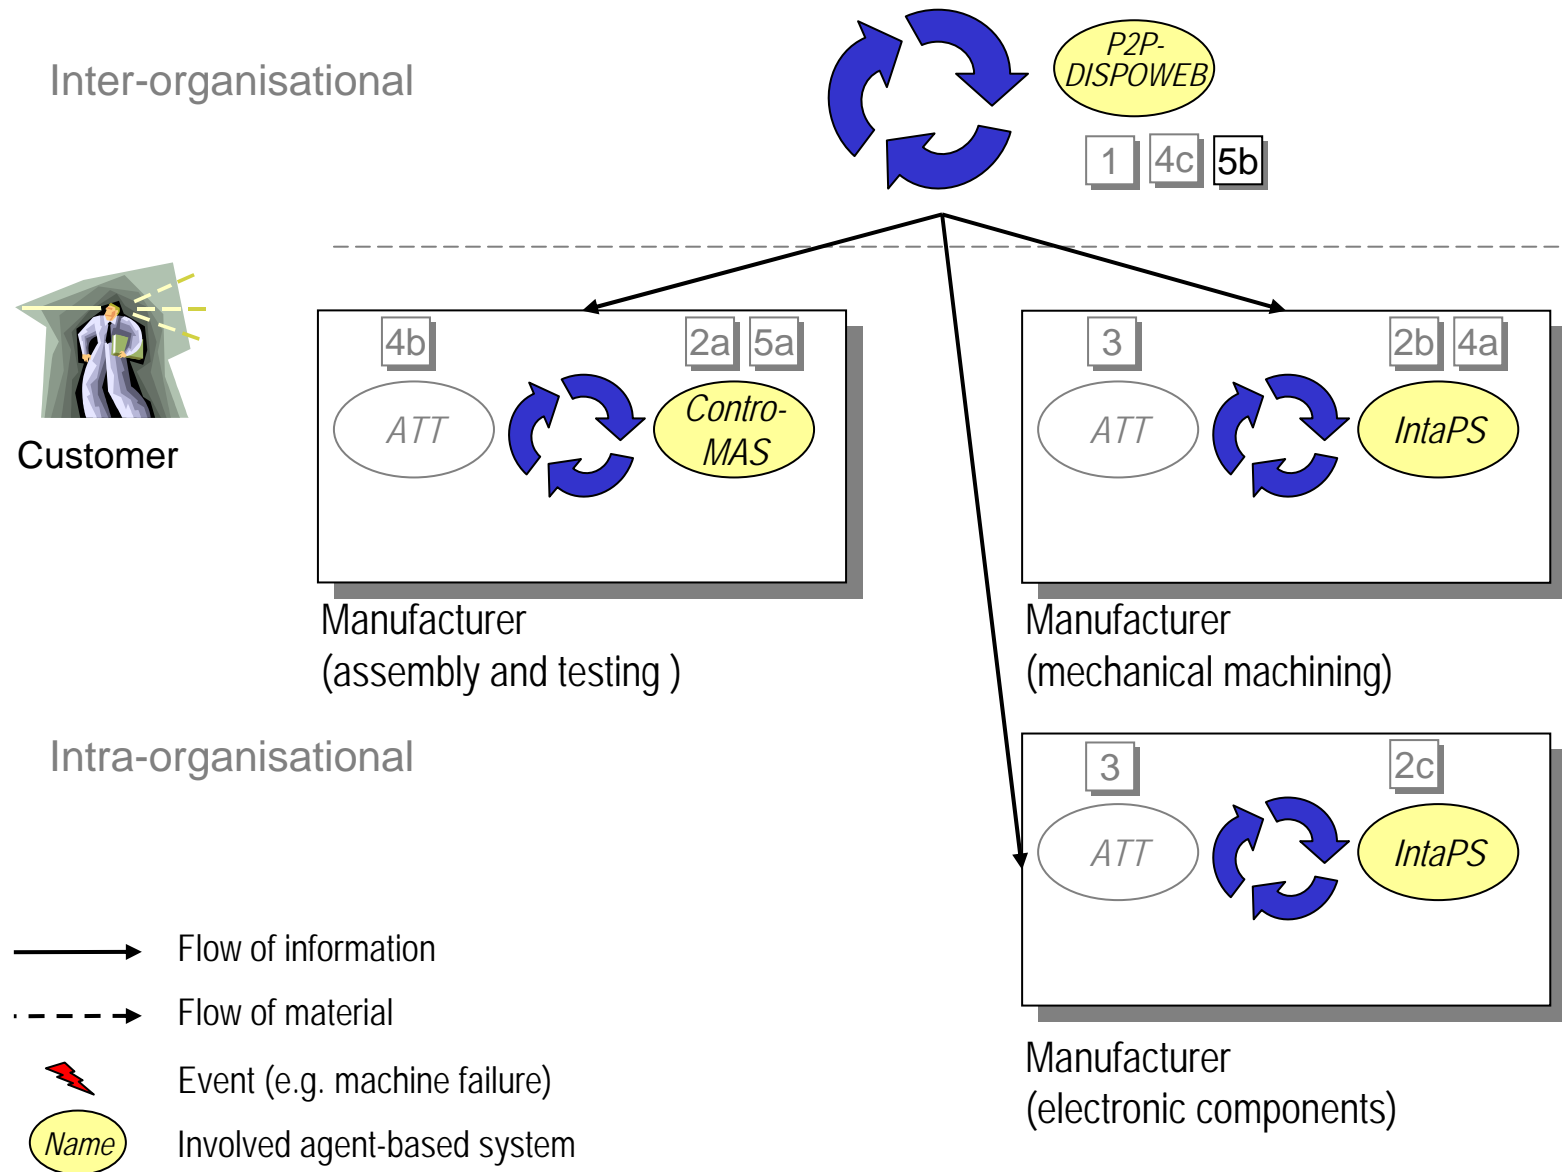 Inter-organisational
P2P-
DISPOWEB
1 4c 5b
Customer
4b 2a 5a
ATT
Contro-
MAS
3 2b 4a
ATT
IntaPS
Manufacturer
(assembly and testing )
Manufacturer
(mechanical machining)
Intra-organisational
3 2c
ATT
IntaPS
Manufacturer
(electronic components)
Flow of information
Flow of material
Event (e.g. machine failure)
Name Involved agent-based system